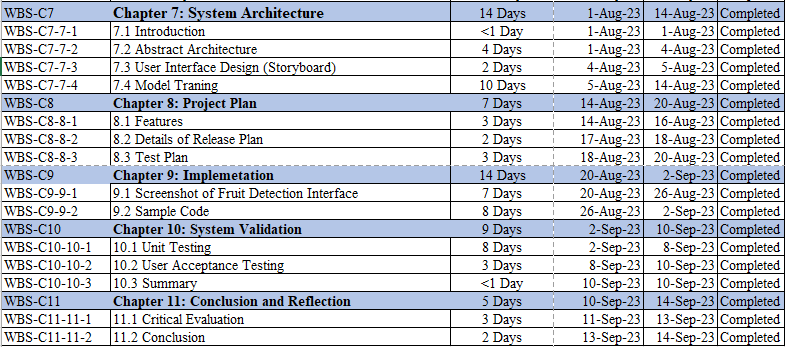 WBS-C7 Chapter 7: System Architecture 14 Days 1-Aug-23 14-Aug-23 Completed
WBS-C7-7-1 7.1 Introduction <1 Day 1-Aug-23 1-Aug-23 Completed
WBS-C7-7-2 7.2 Abstract Architecture 4 Days 1-Aug-23 4-Aug-23 Completed
WBS-C7-7-3 7.3 User Interface Design (Storyboard) 2 Days 4-Aug-23 5-Aug-23 Completed
WBS-C7-7-4 7.4 Model Traning 10 Days 5-Aug-23 14-Aug-23 Completed
WBS-C8 Chapter 8: Project Plan 7 Days 14-Aug-23 20-Aug-23 Completed
WBS-C8-8-1 8.1 Features 3 Days 14-Aug-23 16-Aug-23 Completed
WBS-C8-8-2 8.2 Details of Release Plan 2 Days 17-Aug-23 18-Aug-23 Completed
WBS-C8-8-3 8.3 Test Plan 3 Days 18-Aug-23 20-Aug-23 Completed
WBS-C9 Chapter 9: Implemetation 14 Days 20-Aug-23 2-Sep-23 Completed
WBS-C9-9-1 9.1 Screenshot of Fruit Detection Interface 7 Days 20-Aug-23 26-Aug-23 Completed
WBS-C9-9-2 9.2 Sample Code 8 Days 26-Aug-23 2-Sep-23 Completed
WBS-C10 Chapter 10: System Validation 9 Days 2-Sep-23 10-Sep-23 Completed
WBS-C10-10-1 10.1 Unit Testing 8 Days 2-Sep-23 8-Sep-23 Completed
WBS-C10-10-2 10.2 User Acceptance Testing 3 Days 8-Sep-23 10-Sep-23 Completed
WBS-C10-10-3 10.3 Summary <1 Day 10-Sep-23 10-Sep-23 Completed
WBS-C11 Chapter 11: Conclusion and Reflection 5 Days 10-Sep-23 14-Sep-23 Completed
WBS-C11-11-1 11.1 Critical Evaluation 3 Days 11-Sep-23 13-Sep-23 Completed
WBS-C11-11-2 11.2 Conclusion 2 Days 13-Sep-23 14-Sep-23 Completed